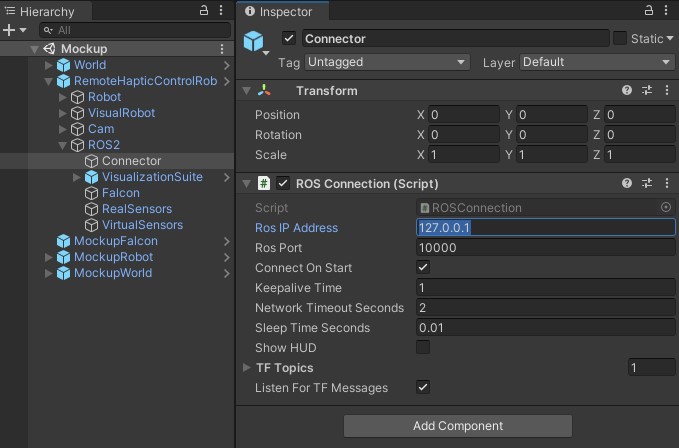 Hierarchy
All
Mockup
World
RemoteHapticControlRob
Robot
VisualRobot
Cam
ROS2
Connector
VisualizationSuite
Falcon
RealSensors
VirtualSensors
MockupFalcon
MockupRobot
MockupWorld
Inspector
Connector Static
Tag Untagged Layer Default
Transform
Position X 0 Y 0 Z 0
Rotation X 0 Y 0 Z 0
Scale X 1 Y 1 Z 1
# ROS Connection (Script)
Script ROSConnection
Ros IP Address 127.0.0.1
Ros Port 10000
Connect On Start
Keepalive Time 1
Network Timeout Seconds 2
Sleep Time Seconds 0.01
Show HUD
TF Topics 1
Listen For TF Messages
Add Component